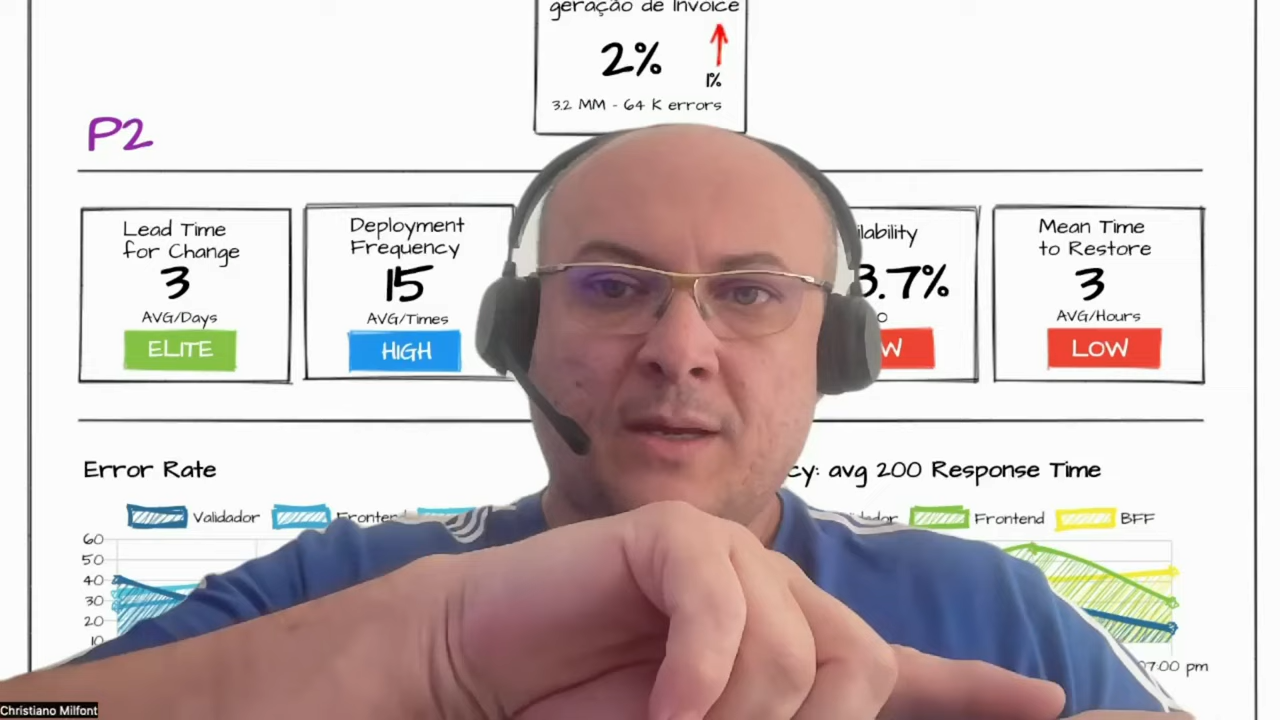 geração de Invoice
2%
1%
3.2 MM - 64 K errors
P2
Lead Time
for Change
3
AVG/Days
ELITE
Deployment
Frequency
15
AVG/Times
HIGH
3.7%
Mean Time
to Restore
3
AVG/Hours
LOW
Error Rate
Validador
60
50
40
30
20
10
avg 200 Response Time
Frontend
BFF
07:00 pm
Christiano Milfont